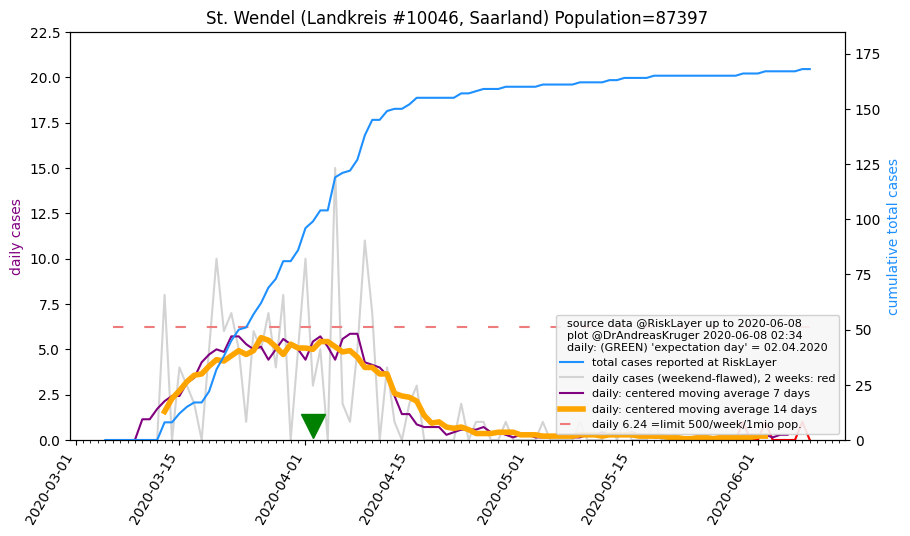 St. Wendel (Landkreis #10046, Saarland) Population=87397
22.5
20.0
17.5
15.0
12.5
10.0
7.5
5.0
2.5
0.0
daily cases
175
150
125
100
75
50
25
0
cumulative total cases
source data @RiskLayer up to 2020-06-08
plot @DrAndreasKruger 2020-06-08 02:34
daily: (GREEN) 'expectation day' = 02.04.2020
total cases reported at RiskLayer
daily cases (weekend-flawed), 2 weeks: red
daily: centered moving average 7 days
daily: centered moving average 14 days
daily 6.24 =limit 500/week/1mio pop.
2020-03-01
2020-03-15
2020-04-01
2020-04-15
2020-05-01
2020-05-15
2020-06-01